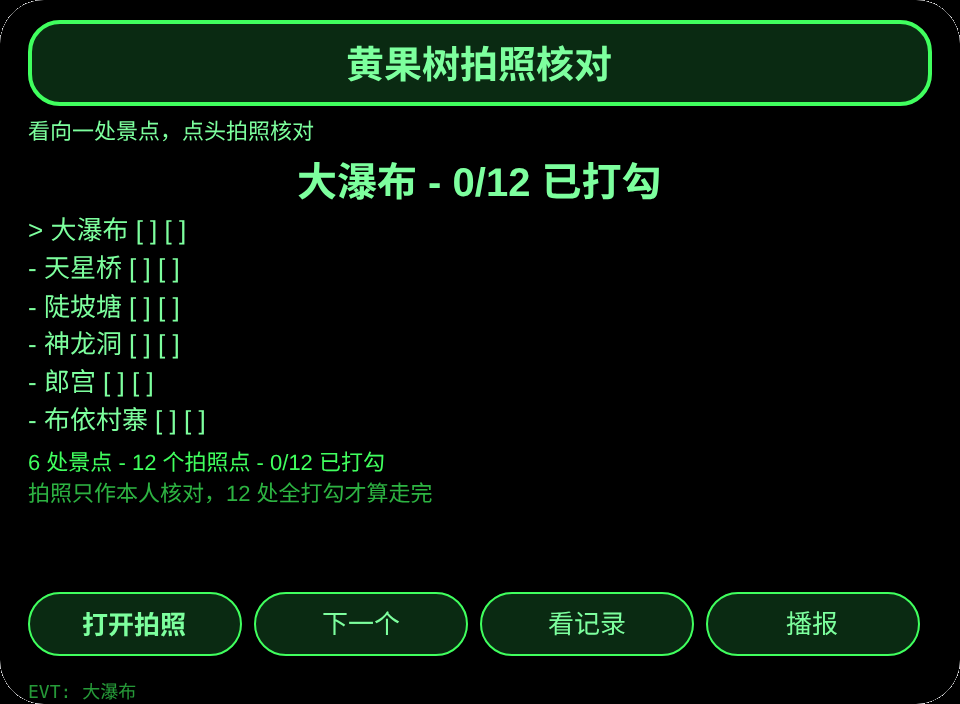 黄果树拍照核对
看向一处景点，点头拍照核对
大瀑布 - 0/12 已打勾
> 大瀑布 [ ] [ ]
- 天星桥 [ ] [ ]
- 陡坡塘 [ ] [ ]
- 神龙洞 [ ] [ ]
- 郎宫 [ ] [ ]
- 布依村寨 [ ] [ ]
6 处景点 - 12 个拍照点 - 0/12 已打勾
拍照只作本人核对，12 处全打勾才算走完
打开拍照 下一个 看记录 播报
EVT: 大瀑布